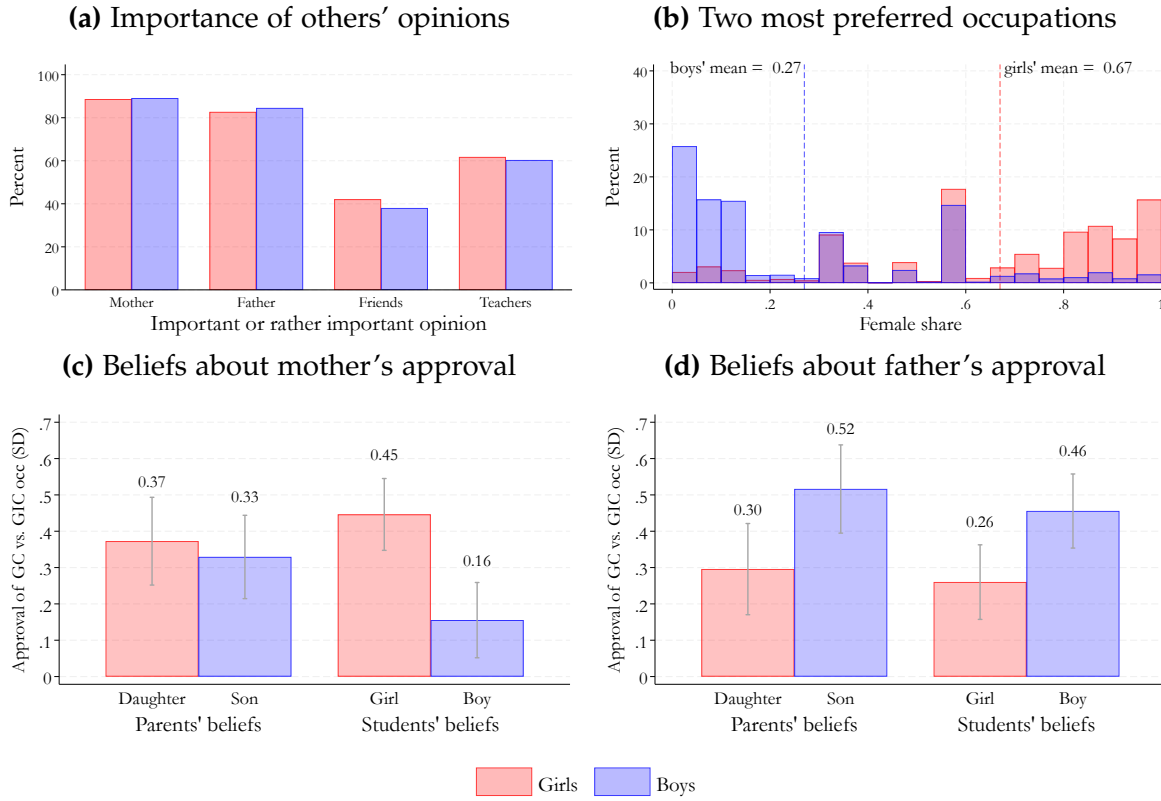 (a) Importance of others’ opinions
100
80
60
40
20
0
Percent
Mother Father Friends Teachers
Important or rather important opinion
(b) Two most preferred occupations
boys' mean = 0.27 girls' mean = 0.67
40
30
20
10
0
Percent
0 .2 .4 .6 .8 1
Female share
(c) Beliefs about mother’s approval
.7
.6
.5
.4
.3
.2
.1
0
Approval of GC vs. GIC occ (SD)
0.37 0.33 0.45 0.16
Daughter Son Girl Boy
Parents' beliefs Students' beliefs
(d) Beliefs about father’s approval
.7
.6
.5
.4
.3
.2
.1
0
Approval of GC vs. GIC occ (SD)
0.30 0.52 0.26 0.46
Daughter Son Girl Boy
Parents' beliefs Students' beliefs
Girls Boys